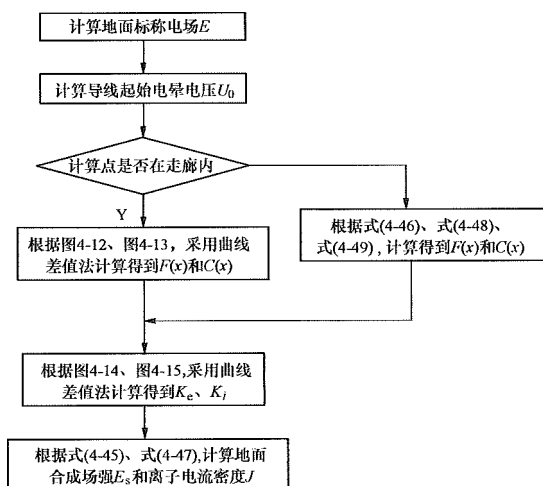 计算地面标称电场E
计算导线起始电晕电压U₀
计算点是否在走廊内
Y
根据图4-12、图4-13，采用曲线
差值法计算得到F(x)和C(x)
根据式(4-46)、式(4-48)、
式(4-49)，计算得到F(x)和C(x)
根据图4-14、图4-15,采用曲线
差值法计算得到Kₑ、Kᵢ
根据式(4-45)、式(4-47),计算地面
合成场强Eₛ和离子电流密度J